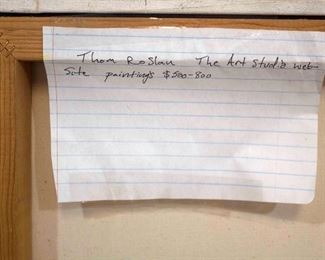 Thom Roslan The Art Studio web-
site paintings $500-800